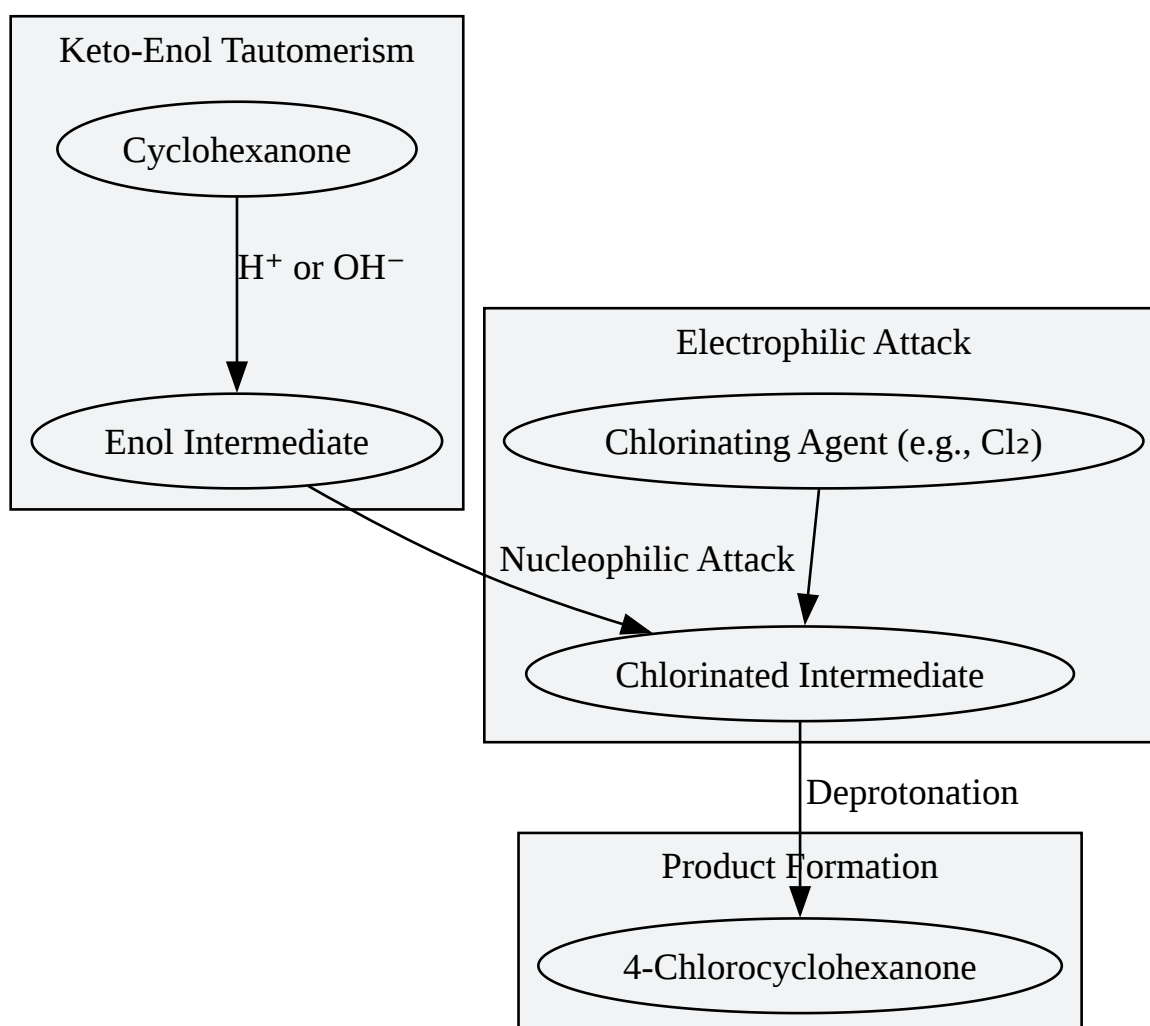 Keto-Enol Tautomerism
Cyclohexanone
H⁺ or OH⁻
Enol Intermediate
Electrophilic Attack
Chlorinating Agent (e.g., Cl₂)
Nucleophilic Attack
Chlorinated Intermediate
Deprotonation
Product Formation
4-Chlorocyclohexanone